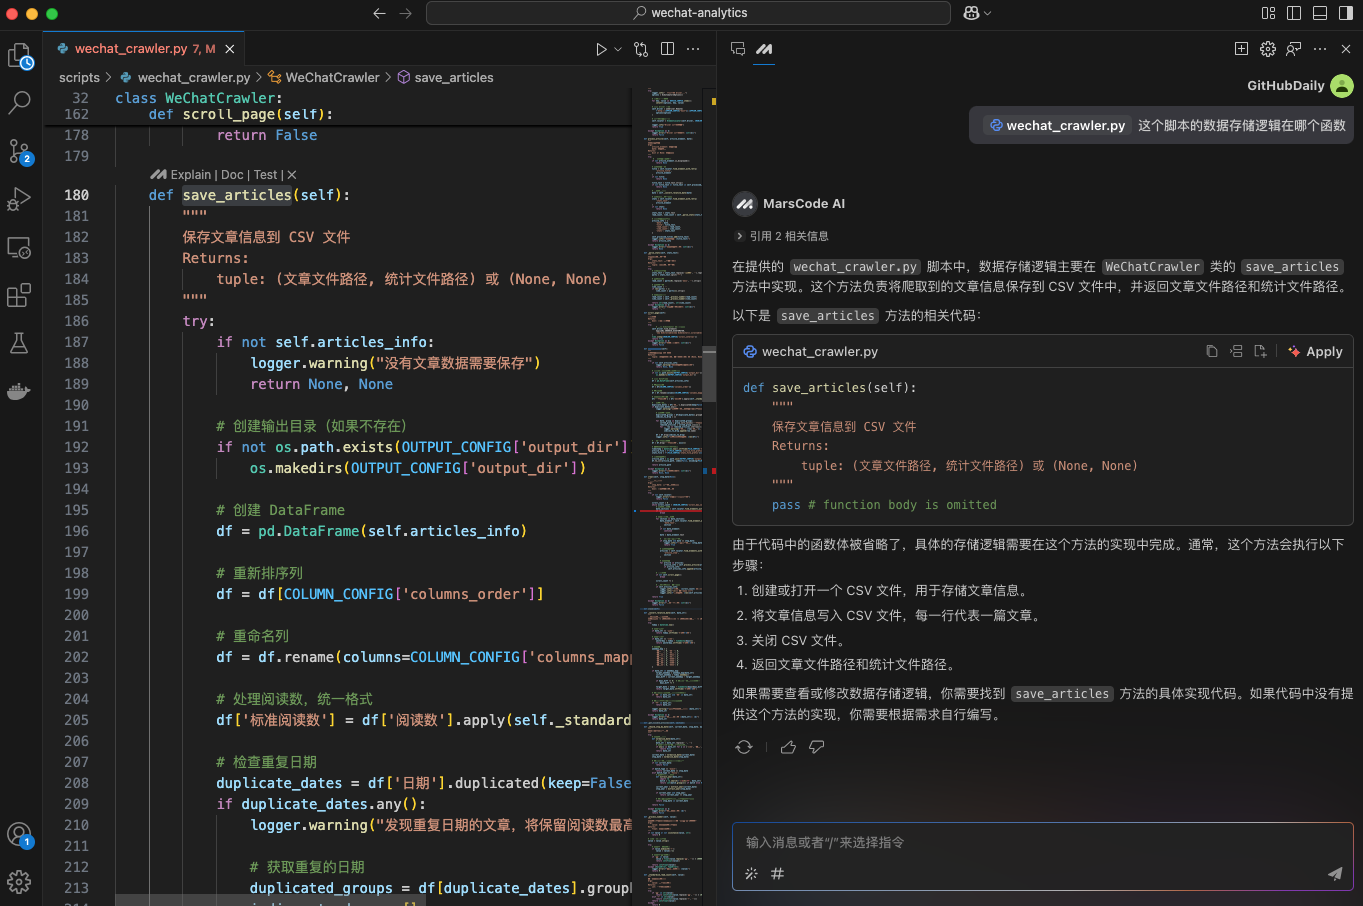 wechat-analytics
wechat_crawler.py 7, M
scripts > wechat_crawler.py > WeChatCrawler > save_articles
32 class WeChatCrawler:
162 def scroll_page(self):
178 return False
179
Explain | Doc | Test | ✕
180 def save_articles(self):
181 """
182 保存文章信息到 CSV 文件
183 Returns:
184 tuple: (文章文件路径, 统计文件路径) 或 (None, None)
185 """
186 try:
187 if not self.articles_info:
188 logger.warning("没有文章数据需要保存")
189 return None, None
190
191 # 创建输出目录（如果不存在）
192 if not os.path.exists(OUTPUT_CONFIG['output_dir']
193 os.makedirs(OUTPUT_CONFIG['output_dir'])
194
195 # 创建 DataFrame
196 df = pd.DataFrame(self.articles_info)
197
198 # 重新排序列
199 df = df[COLUMN_CONFIG['columns_order']]
200
201 # 重命名列
202 df = df.rename(columns=COLUMN_CONFIG['columns_mapp
203
204 # 处理阅读数，统一格式
205 df['标准阅读数'] = df['阅读数'].apply(self._standard
206
207 # 检查重复日期
208 duplicate_dates = df['日期'].duplicated(keep=False
209 if duplicate_dates.any():
210 logger.warning("发现重复日期的文章，将保留阅读数最高
211
212 # 获取重复的日期
213 duplicated_groups = df[duplicate_dates].group
2
1
GitHubDaily
wechat_crawler.py 这个脚本的数据存储逻辑在哪个函数
MarsCode AI
> 引用 2 相关信息
在提供的 wechat_crawler.py 脚本中，数据存储逻辑主要在 WeChatCrawler 类的 save_articles
方法中实现。这个方法负责将爬取到的文章信息保存到 CSV 文件中，并返回文章文件路径和统计文件路径。
以下是 save_articles 方法的相关代码：
wechat_crawler.py Apply
def save_articles(self):
"""
保存文章信息到 CSV 文件
Returns:
tuple: (文章文件路径, 统计文件路径) 或 (None, None)
"""
pass # function body is omitted
由于代码中的函数体被省略了，具体的存储逻辑需要在这个方法的实现中完成。通常，这个方法会执行以下
步骤：
1. 创建或打开一个 CSV 文件，用于存储文章信息。
2. 将文章信息写入 CSV 文件，每一行代表一篇文章。
3. 关闭 CSV 文件。
4. 返回文章文件路径和统计文件路径。
如果需要查看或修改数据存储逻辑，你需要找到 save_articles 方法的具体实现代码。如果代码中没有提
供这个方法的实现，你需要根据需求自行编写。
输入消息或者“/”来选择指令
#